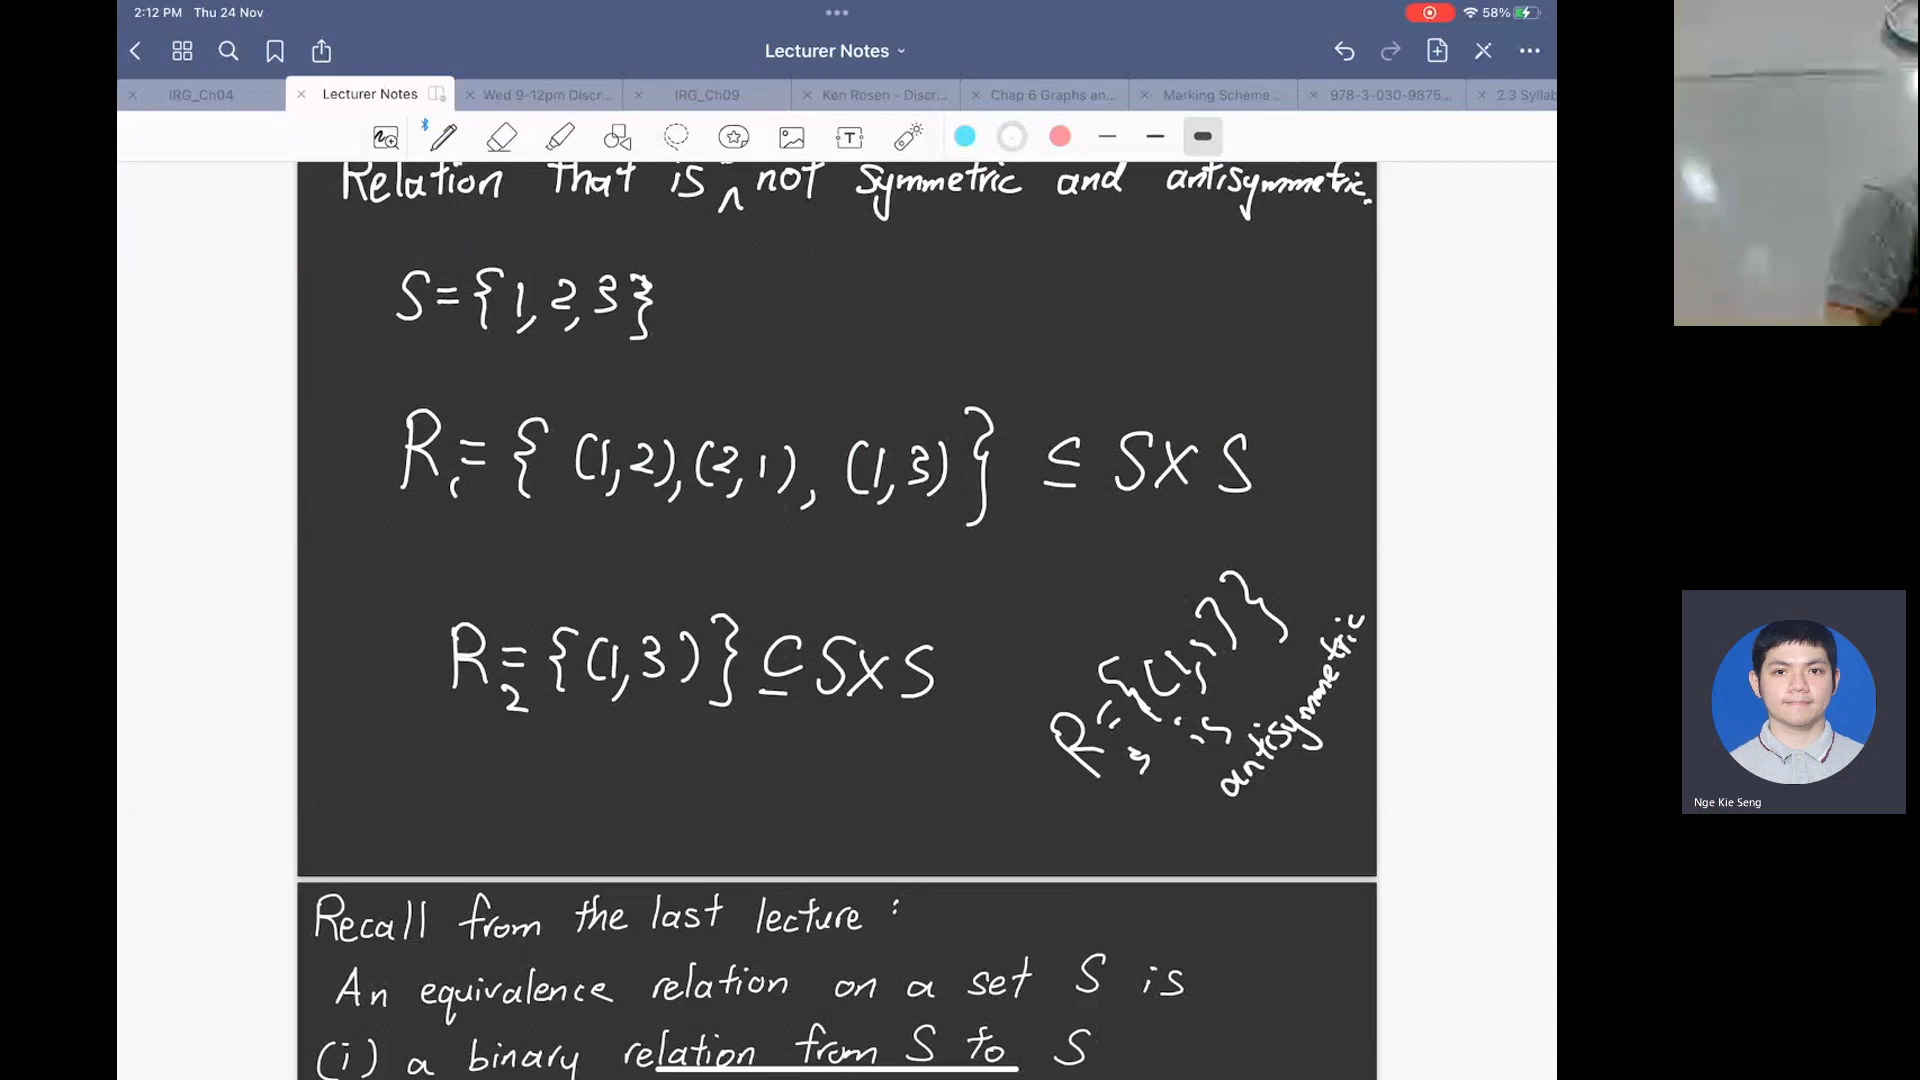 2:12 PM Thu 24 Nov
58%
Lecturer Notes
IRG_Ch04
Lecturer Notes
Wed 9-12pm Discr...
IRG_Ch09
Ken Rosen - Discr...
Chap 6 Graphs an...
Marking Scheme...
978-3-030-9875...
2.3 Syllab
Relation that is ^ not symmetric and antisymmetric.
S={1,2,3}
R₁={(1,2),(2,1),(1,3)} ⊆ S×S
R₂={(1,3)}⊆S×S
R₃={(1,1)} is
antisymmetric
Recall from the last lecture:
An equivalence relation on a set S is
(i) a binary relation from S to S
Nge Kie Seng